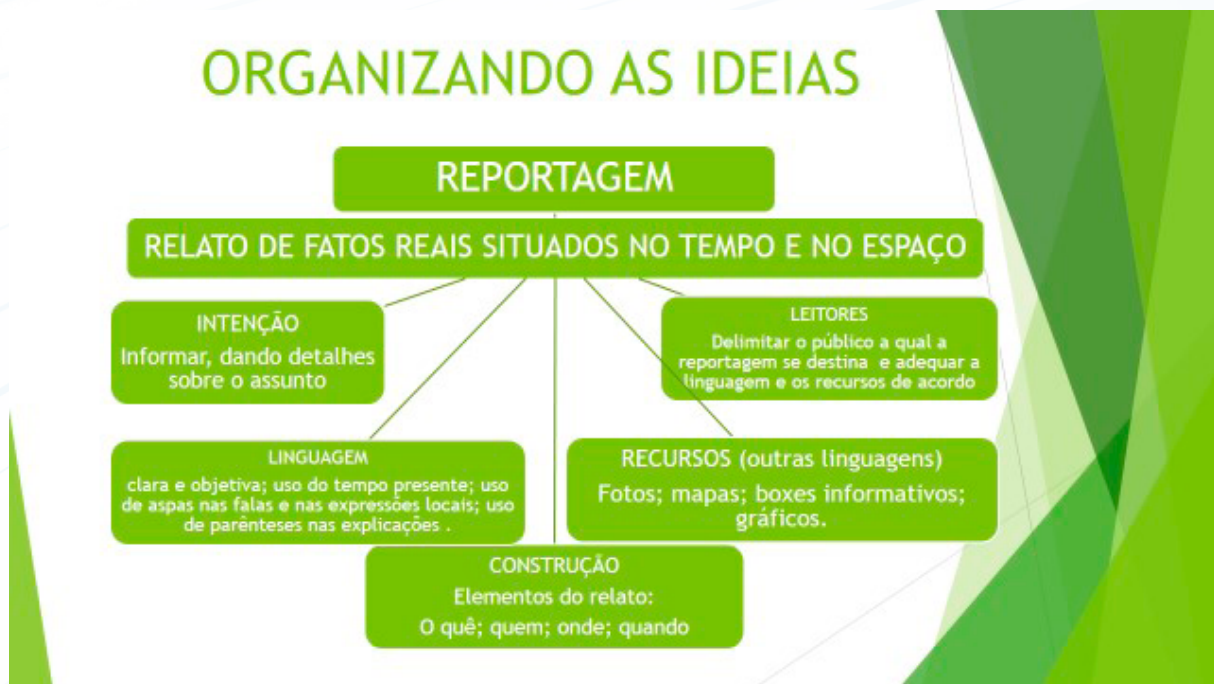 ORGANIZANDO AS IDEIAS
REPORTAGEM
RELATO DE FATOS REAIS SITUADOS NO TEMPO E NO ESPAÇO
INTENÇÃO
Informar, dando detalhes
sobre o assunto
LEITORES
Delimitar o público a qual a
reportagem se destina e adequar a
linguagem e os recursos de acordo
LINGUAGEM
clara e objetiva; uso do tempo presente; uso
de aspas nas falas e nas expressões locais; uso
de parênteses nas explicações .
RECURSOS (outras linguagens)
Fotos; mapas; boxes informativos;
gráficos.
CONSTRUÇÃO
Elementos do relato:
O quê; quem; onde; quando